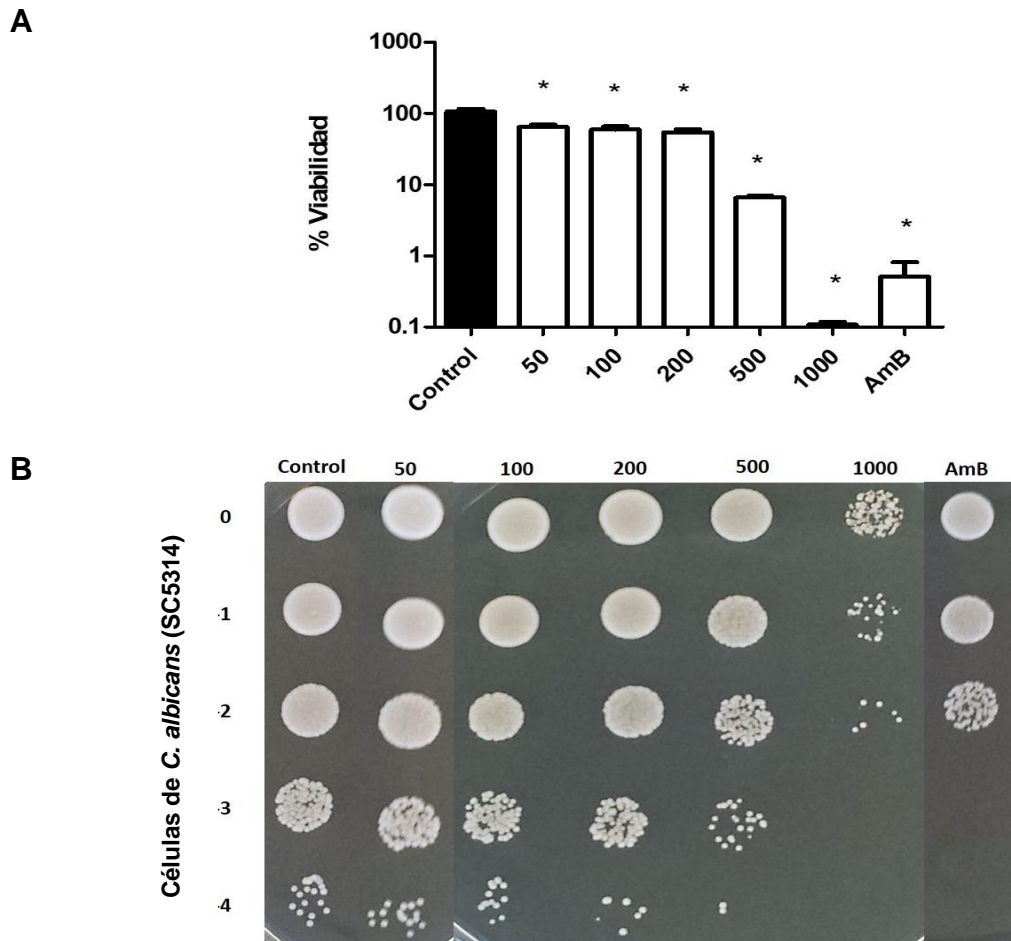 A
1000
100
10
1
0.1
% Viabilidad
* * * * * *
Control 50 100 200 500 1000 AmB
B
Control 50 100 200 500 1000 AmB
Células de C. albicans (SC5314)
0
-1
-2
-3
-4